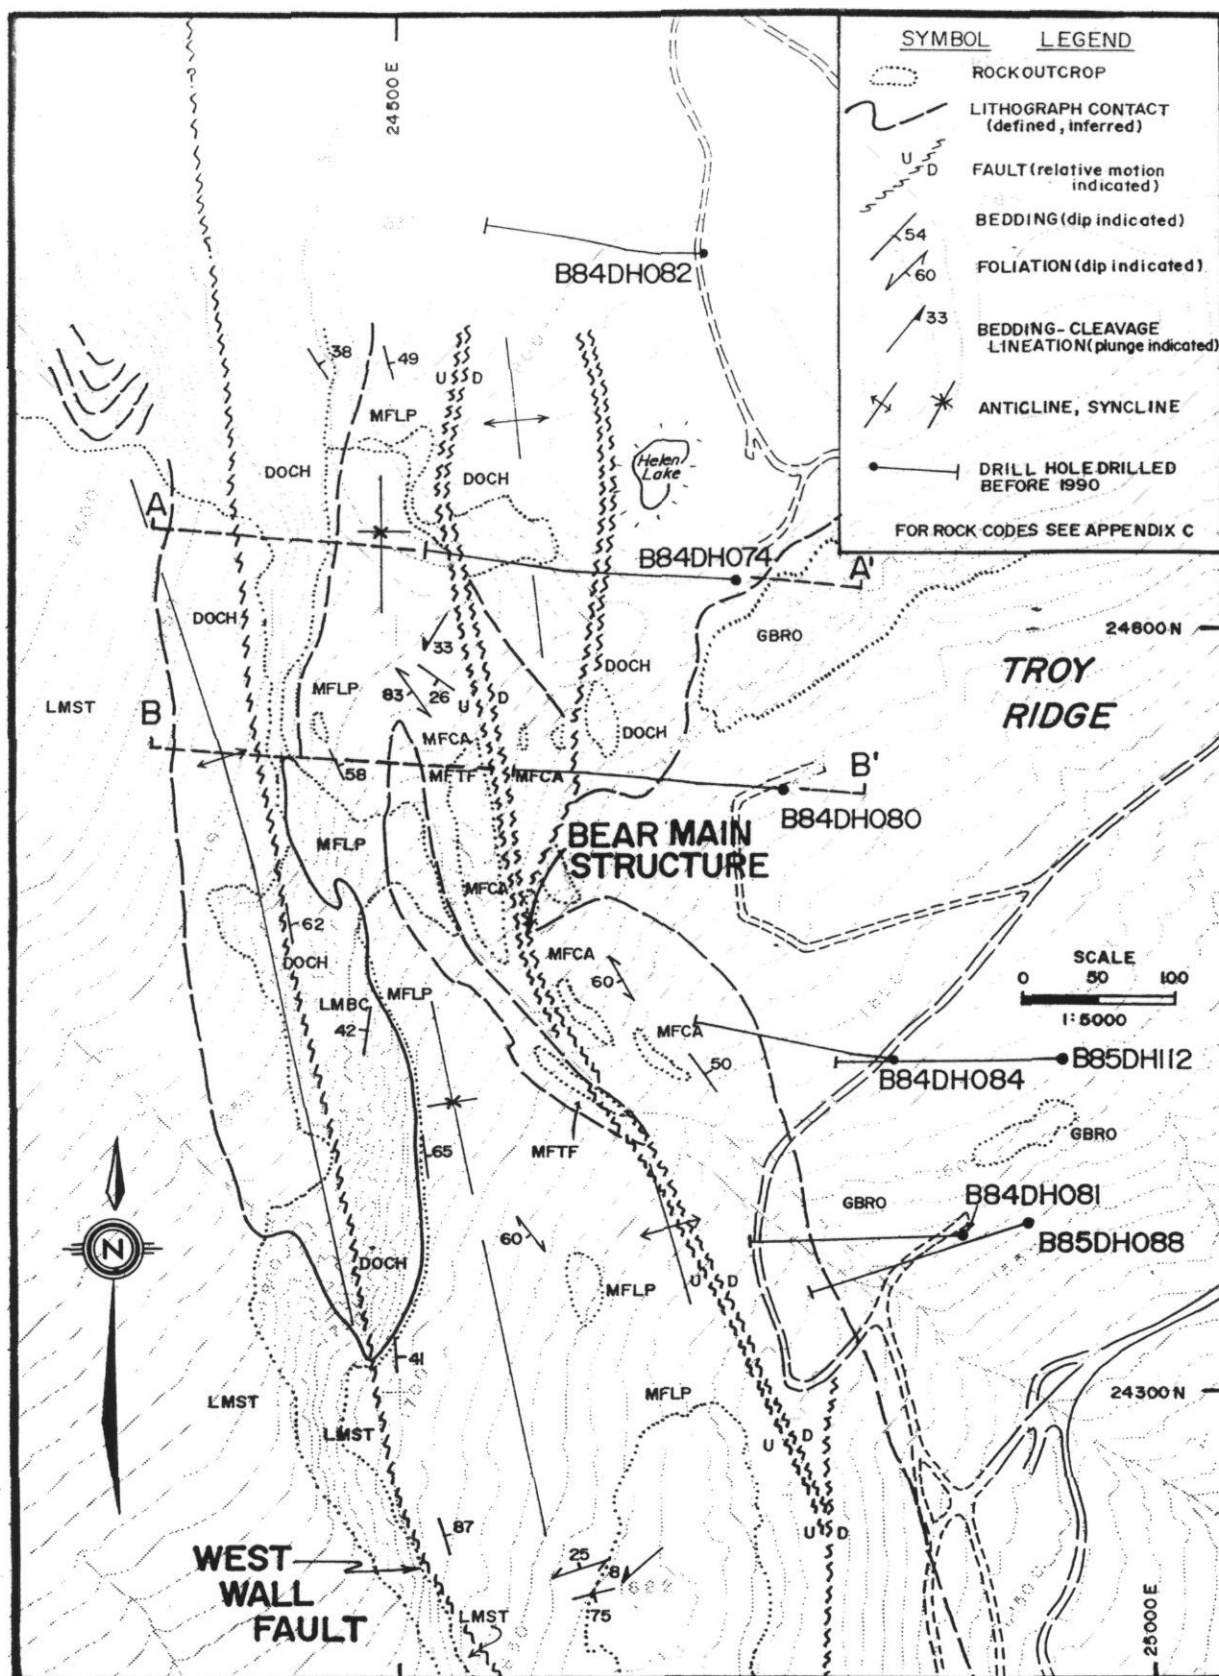 SYMBOL LEGEND
ROCK OUTCROP
LITHOGRAPH CONTACT
(defined, inferred)
U D
FAULT (relative motion
indicated)
BEDDING (dip indicated)
54
FOLIATION (dip indicated)
60
33
BEDDING-CLEAVAGE
LINEATION (plunge indicated)
ANTICLINE, SYNCLINE
DRILL HOLE DRILLED
BEFORE 1990
FOR ROCK CODES SEE APPENDIX C
24500 E
B84DH082
38
49
U D
MFLP
DOCH
DOCH
Helen
Lake
A
B84DH074
A'
DOCH
33
GBRO
24600 N
DOCH
TROY
RIDGE
LMST
MFLP
83
26
U D
B
MFCA
DOCH
58
MFTF
MFCA
B'
B84DH080
MFLP
BEAR MAIN
STRUCTURE
MFCA
62
DOCH
MFCA
60
SCALE
0 50 100
1:5000
LMBC
MFLP
42
MFCA
50
B84DH084
B85DH112
65
MFTF
GBRO
GBRO
B84DH081
B85DH088
60
N
DOCH
MFLP
U D
41
24300 N
LMST
MFLP
LMST
U D
87
U D
WEST
WALL
FAULT
25
8
75
LMST
25000 E